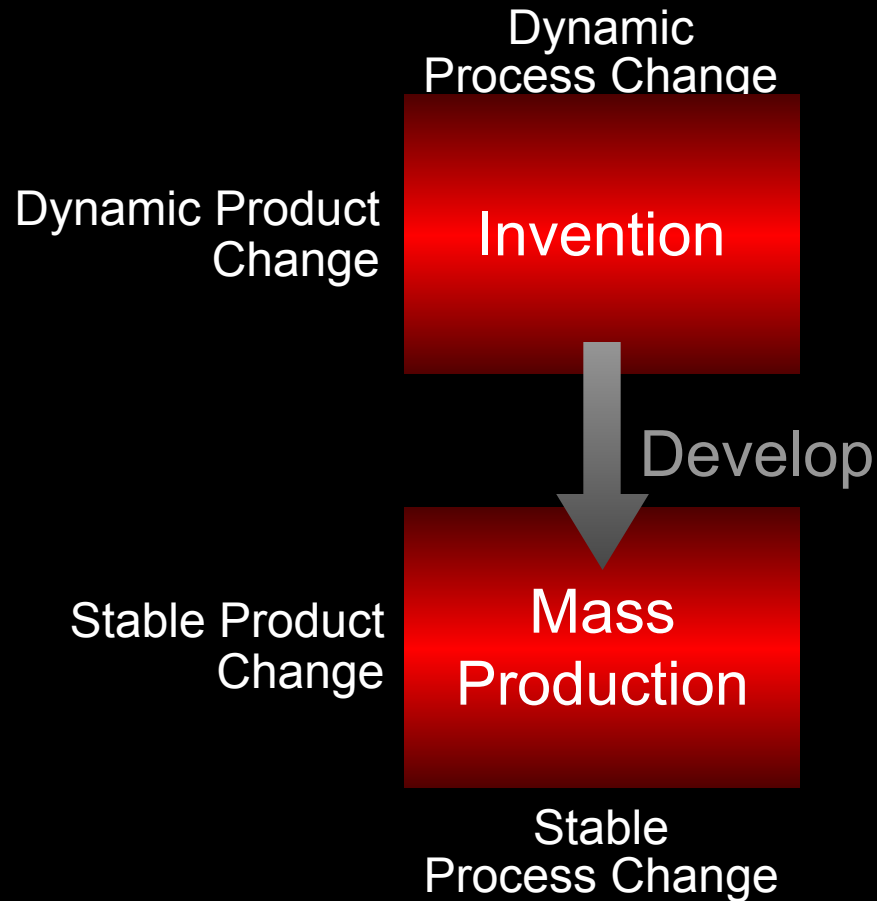 Dynamic
Process Change
Dynamic Product
Change
Invention
Develop
Stable Product
Change
Mass
Production
Stable
Process Change